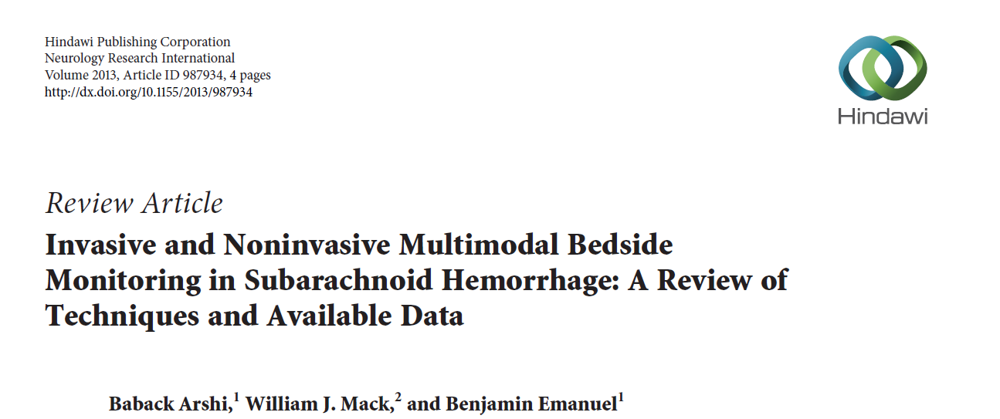 Hindawi Publishing Corporation
Neurology Research International
Volume 2013, Article ID 987934, 4 pages
http://dx.doi.org/10.1155/2013/987934
Hindawi
Review Article
Invasive and Noninvasive Multimodal Bedside
Monitoring in Subarachnoid Hemorrhage: A Review of
Techniques and Available Data
Baback Arshi,1 William J. Mack,2 and Benjamin Emanuel1